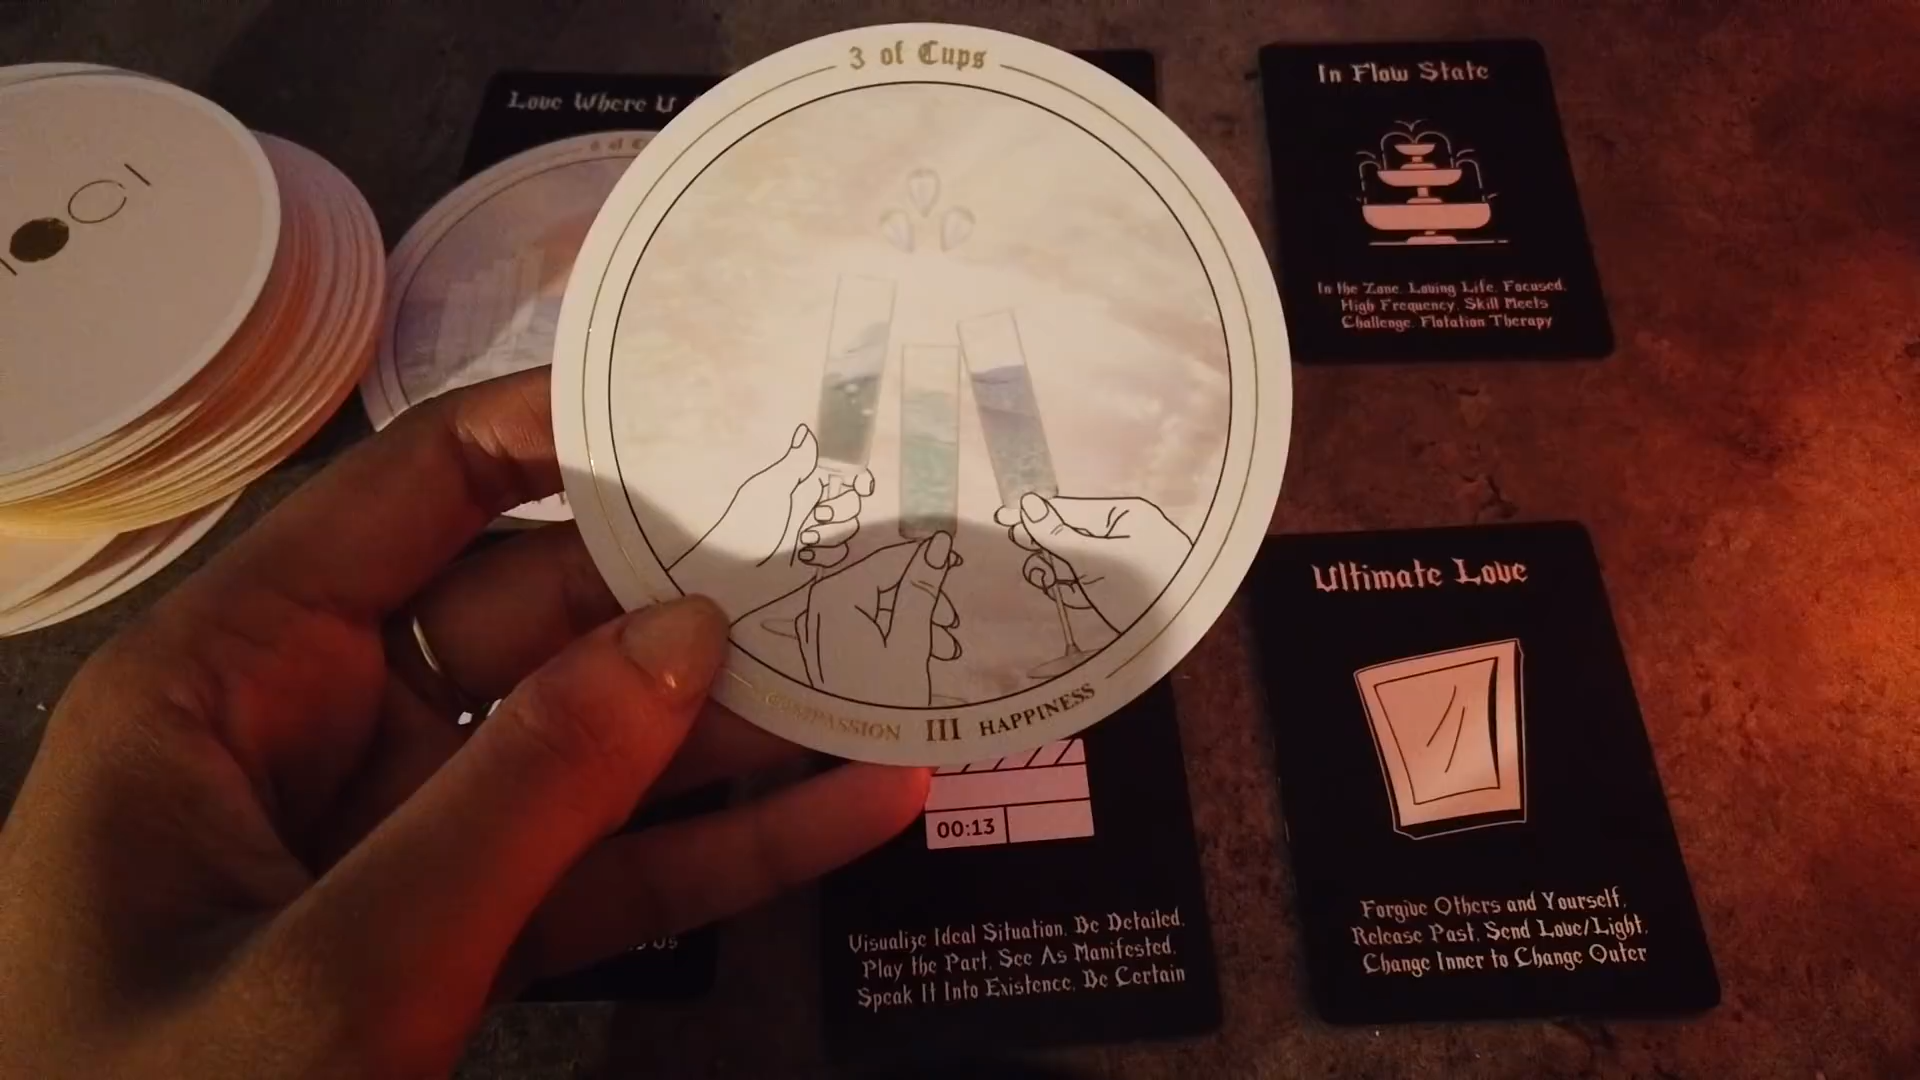 3 of Cups
COMPASSION III HAPPINESS
Love Where U
6 of C
In Flow State
In the Zone, Loving Life, Focused,
High Frequency, Skill Meets
Challenge, Flotation Therapy
Ultimate Love
Forgive Others and Yourself,
Release Past, Send Love/Light,
Change Inner to Change Outer
00:13
Visualize Ideal Situation, Be Detailed,
Play the Part, See As Manifested,
Speak It Into Existence, Be Certain
Us